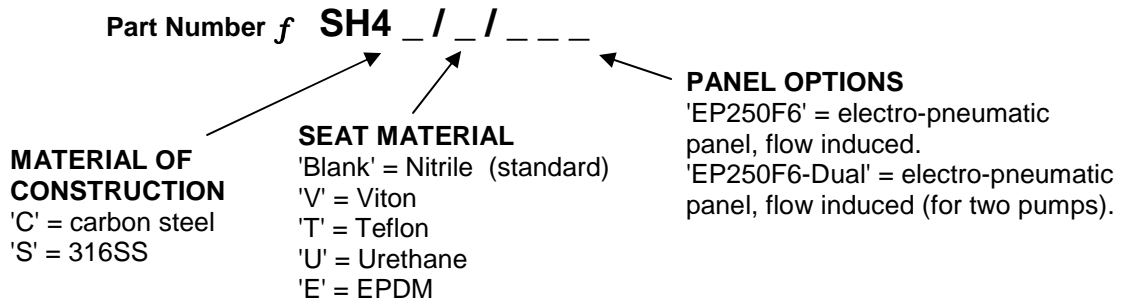 Part Number ƒ SH4 _ / _ / _ _ _
MATERIAL OF
CONSTRUCTION
'C' = carbon steel
'S' = 316SS
SEAT MATERIAL
'Blank' = Nitrile (standard)
'V' = Viton
'T' = Teflon
'U' = Urethane
'E' = EPDM
PANEL OPTIONS
'EP250F6' = electro-pneumatic
panel, flow induced.
'EP250F6-Dual' = electro-pneumatic
panel, flow induced (for two pumps).